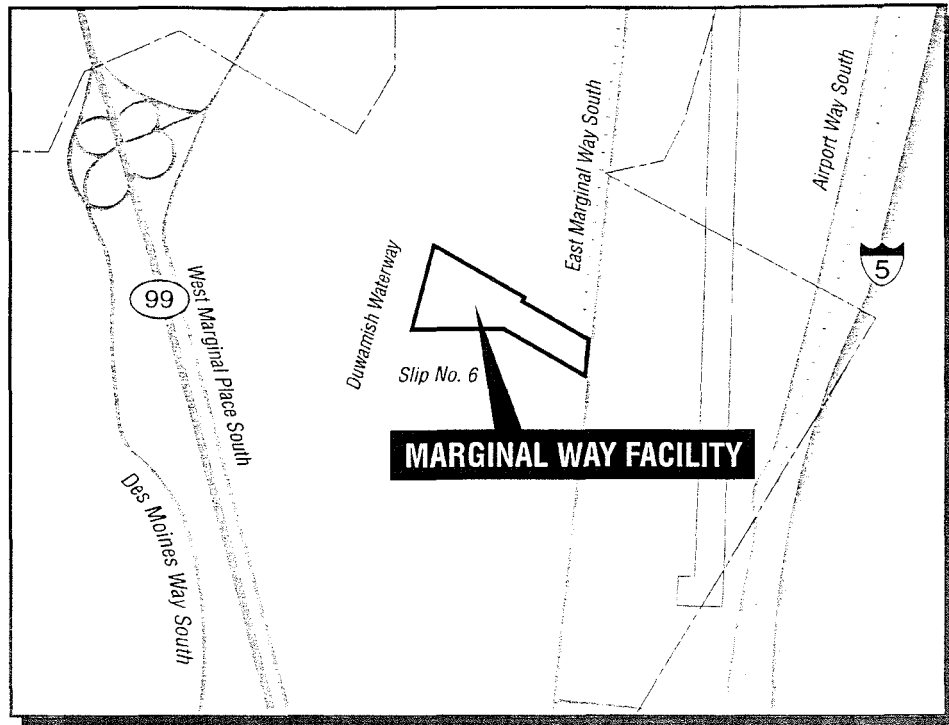 East Marginal Way South
Airport Way South
5
Duwamish Waterway
99
West Marginal Place South
Slip No. 6
MARGINAL WAY FACILITY
Des Moines Way South